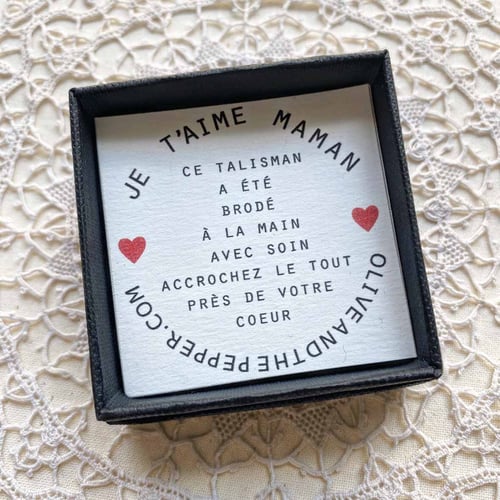 JE T'AIME MAMAN
CE TALISMAN
A ÉTÉ
BRODÉ
À LA MAIN
AVEC SOIN
ACCROCHEZ LE TOUT
PRÈS DE VOTRE
COEUR
OLIVEANDTHEPEPPER.COM